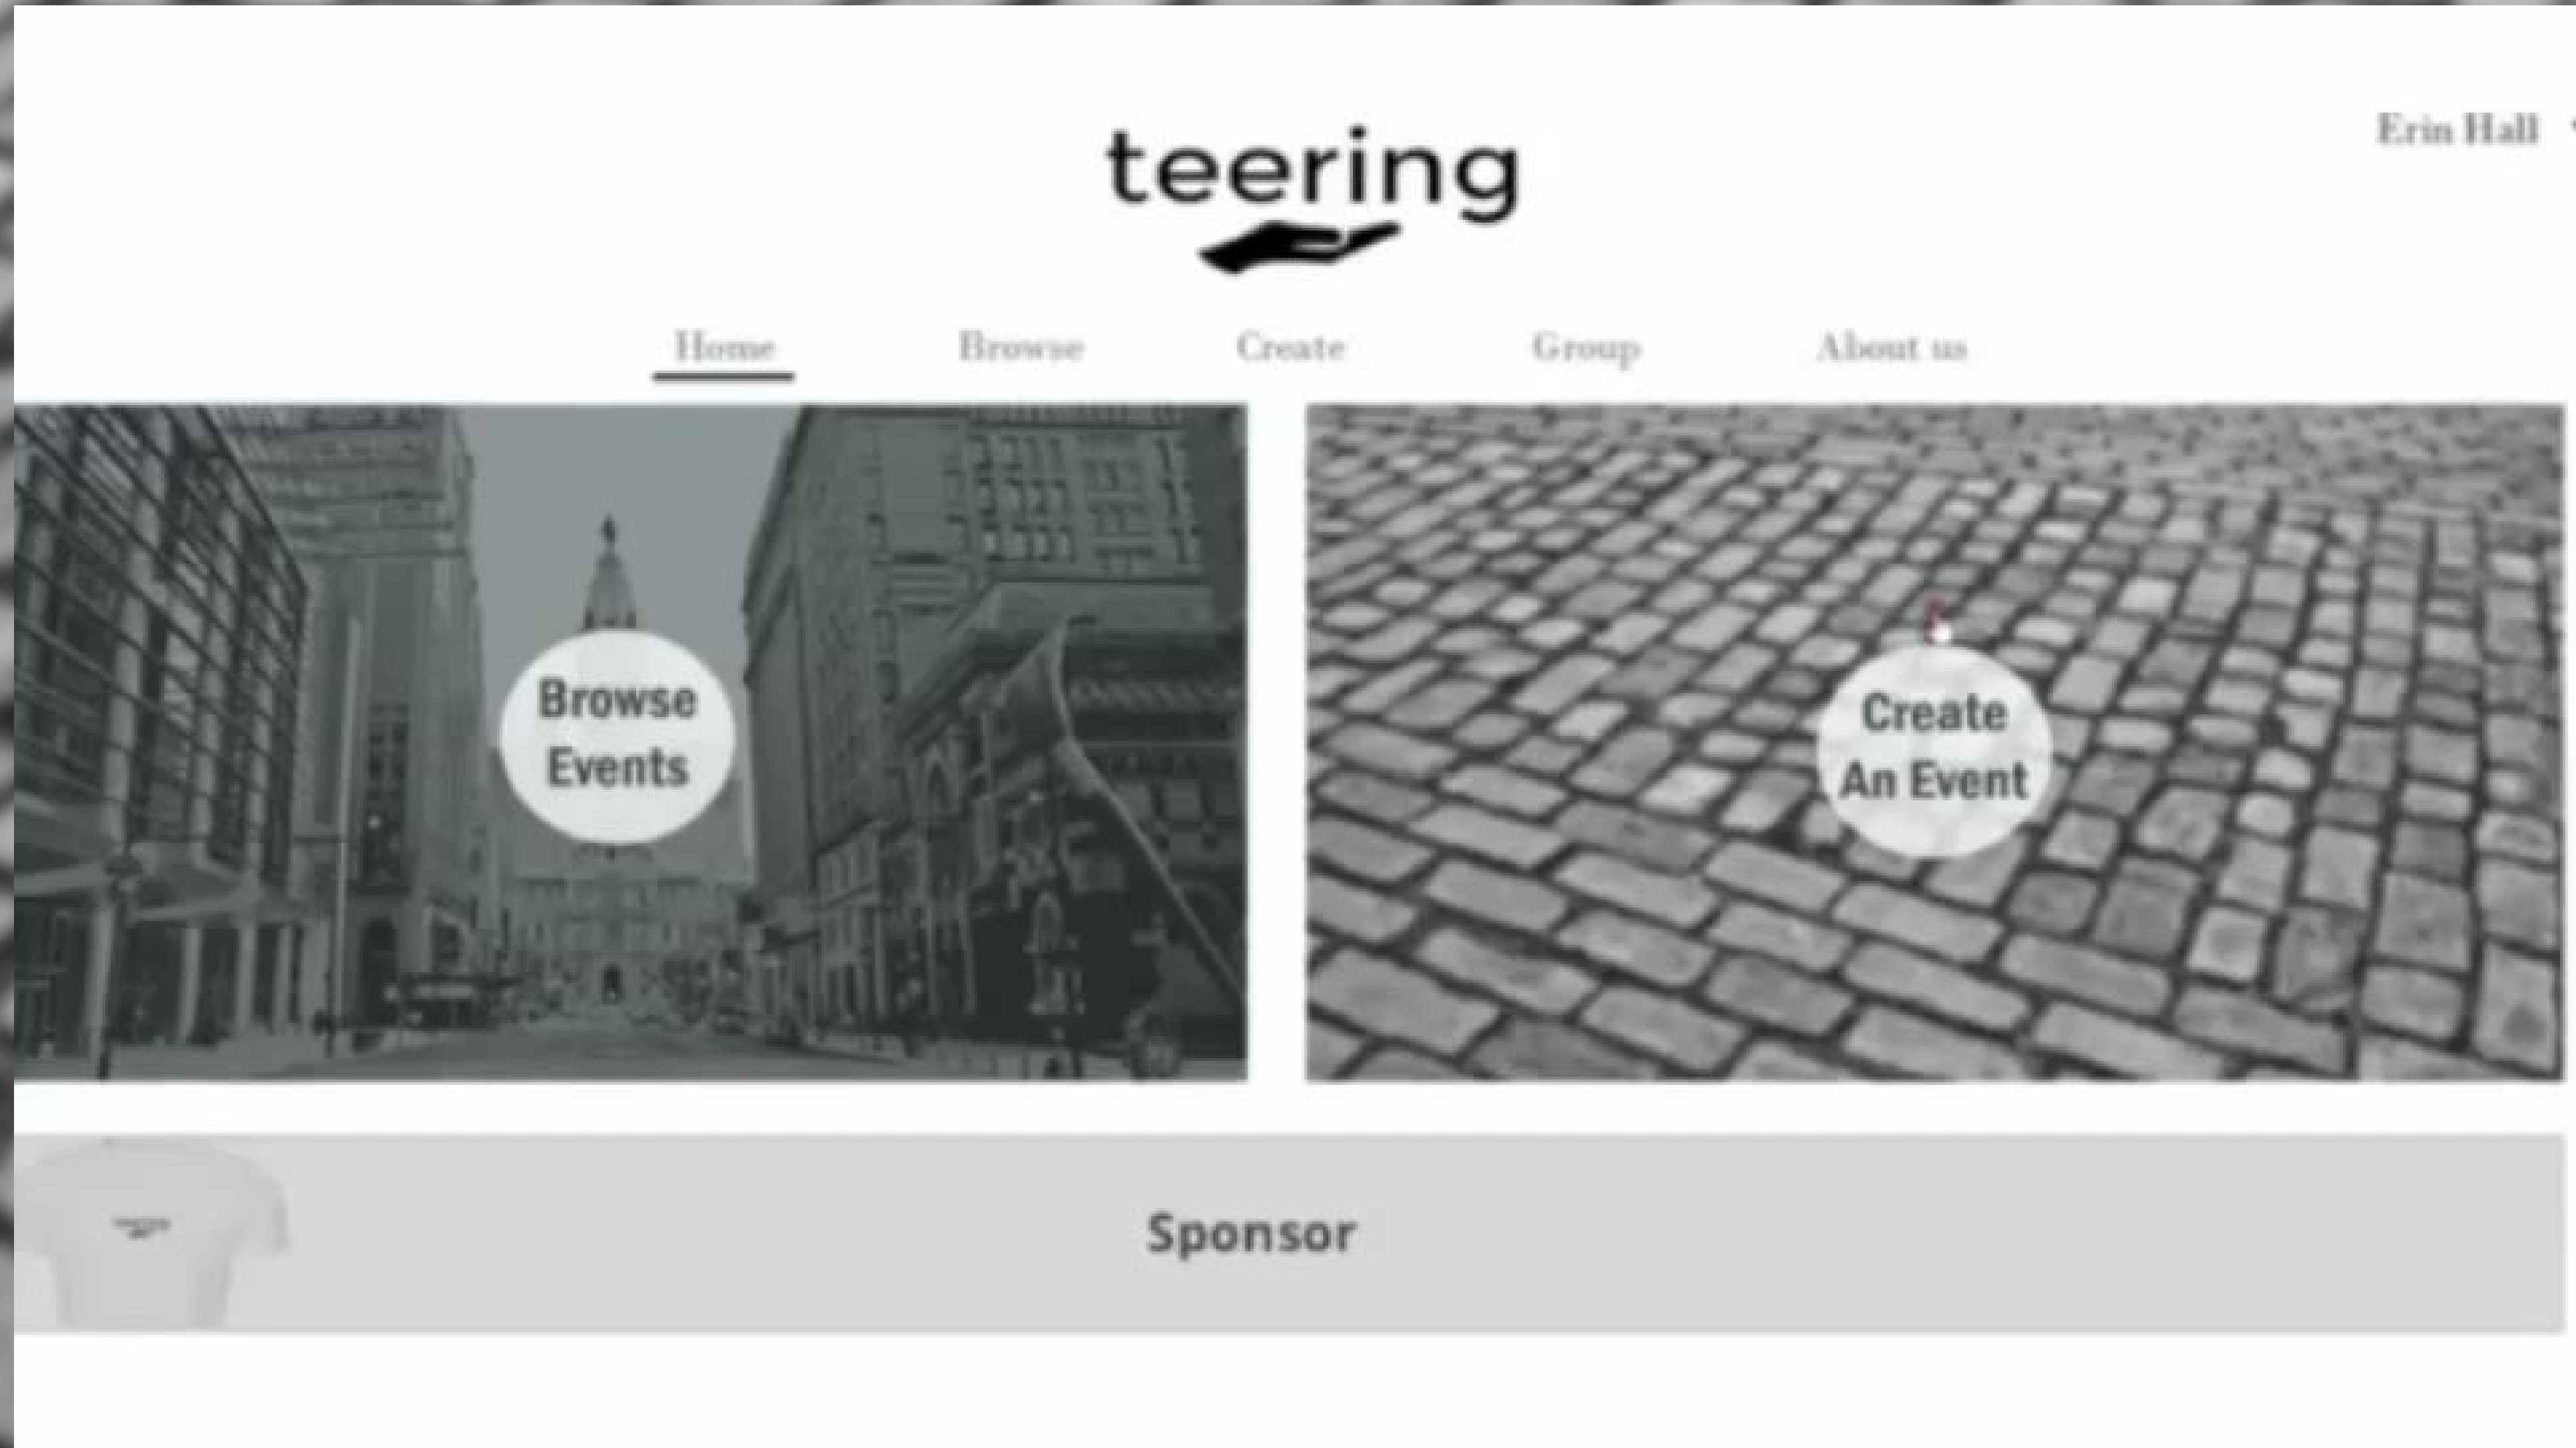 teering
Erin Hall
Home Browse Create Group About us
Browse
Events
Create
An Event
Sponsor